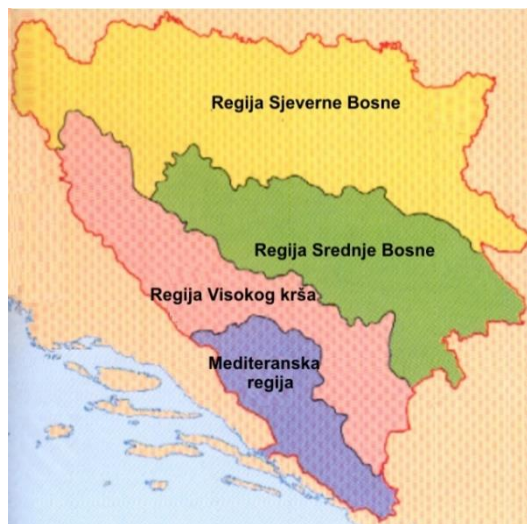 Regija Sjeverne Bosne
Regija Srednje Bosne
Regija Visokog krša
Mediteranska
regija